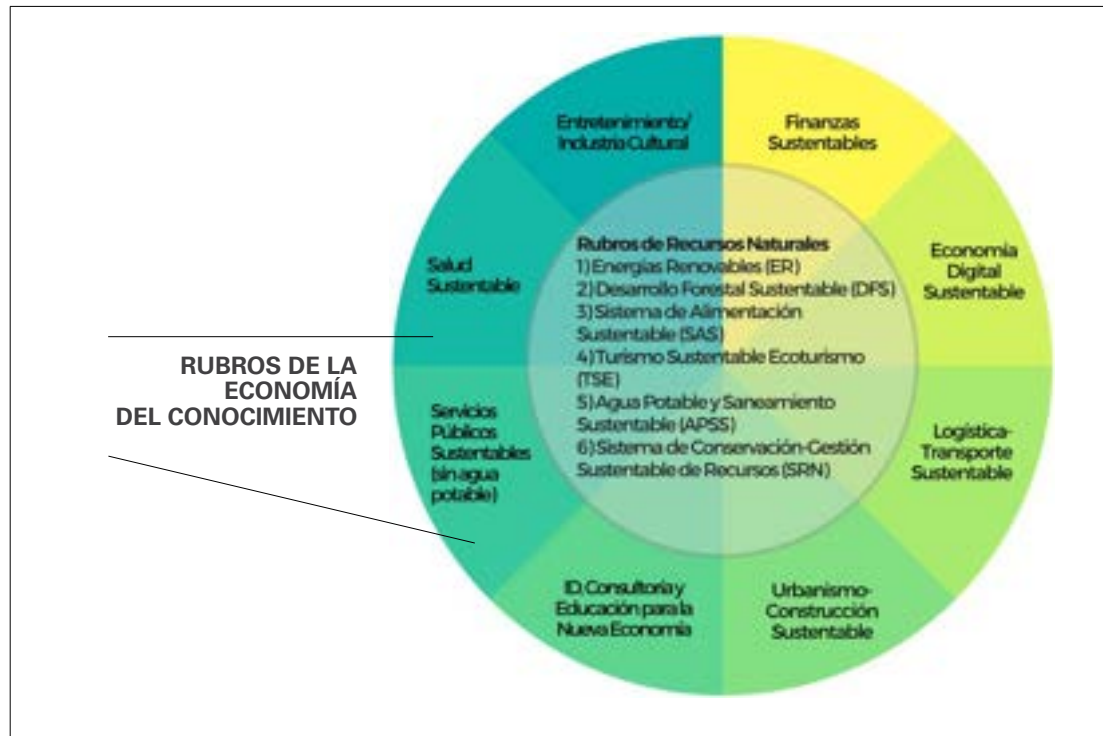 Entretenimiento/
Industria Cultural
Finanzas
Sustentables
Economía
Digital
Sustentable
Logística-
Transporte
Sustentable
Urbanismo-
Construcción
Sustentable
ID, Consultoría y
Educación para la
Nueva Economía
Servicios
Públicos
Sustentables
(sin agua
potable)
Salud
Sustentable
Rubros de Recursos Naturales
1) Energías Renovables (ER)
2) Desarrollo Forestal Sustentable (DFS)
3) Sistema de Alimentación
Sustentable (SAS)
4) Turismo Sustentable Ecoturismo
(TSE)
5) Agua Potable y Saneamiento
Sustentable (APSS)
6) Sistema de Conservación-Gestión
Sustentable de Recursos (SRN)
RUBROS DE LA
ECONOMÍA
DEL CONOCIMIENTO